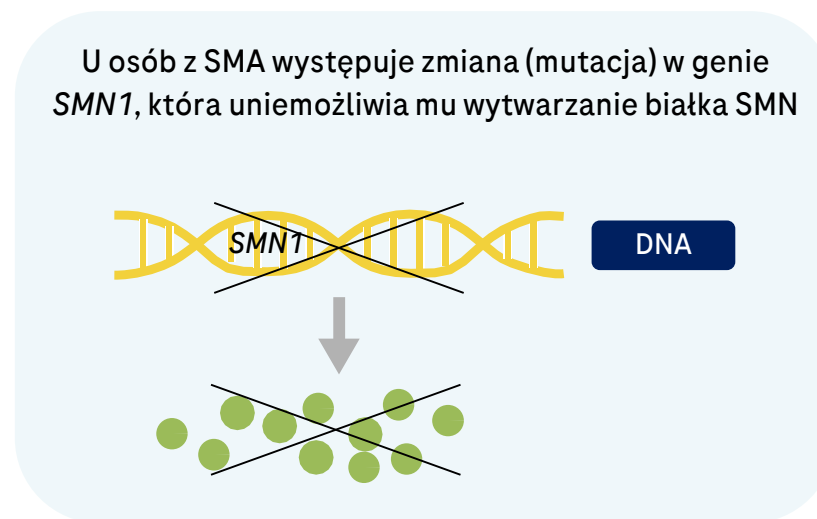 U osób z SMA występuje zmiana (mutacja) w genie
SMN1, która uniemożliwia mu wytwarzanie białka SMN
SMN1
DNA